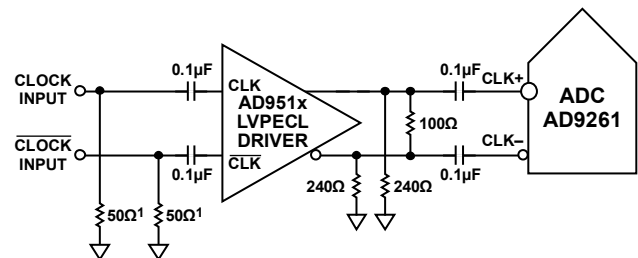 CLOCK
INPUT
0.1µF
CLK
AD951x
LVPECL
DRIVER
0.1µF
CLK+
ADC
AD9261
100Ω
CLOCK
INPUT
0.1µF
CLK
CLK–
0.1µF
240Ω
240Ω
50Ω1
50Ω1